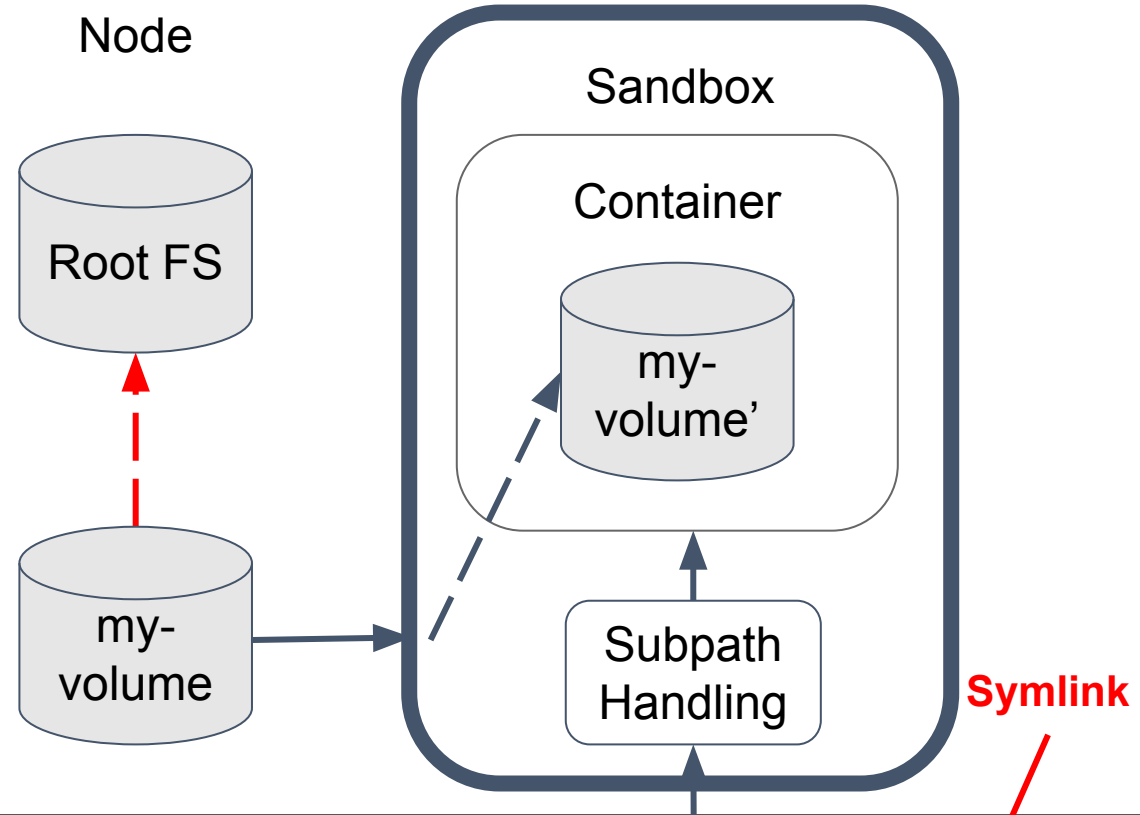 Node
Sandbox
Container
Root FS
my-
volume’
my-
volume
Subpath
Handling
Symlink